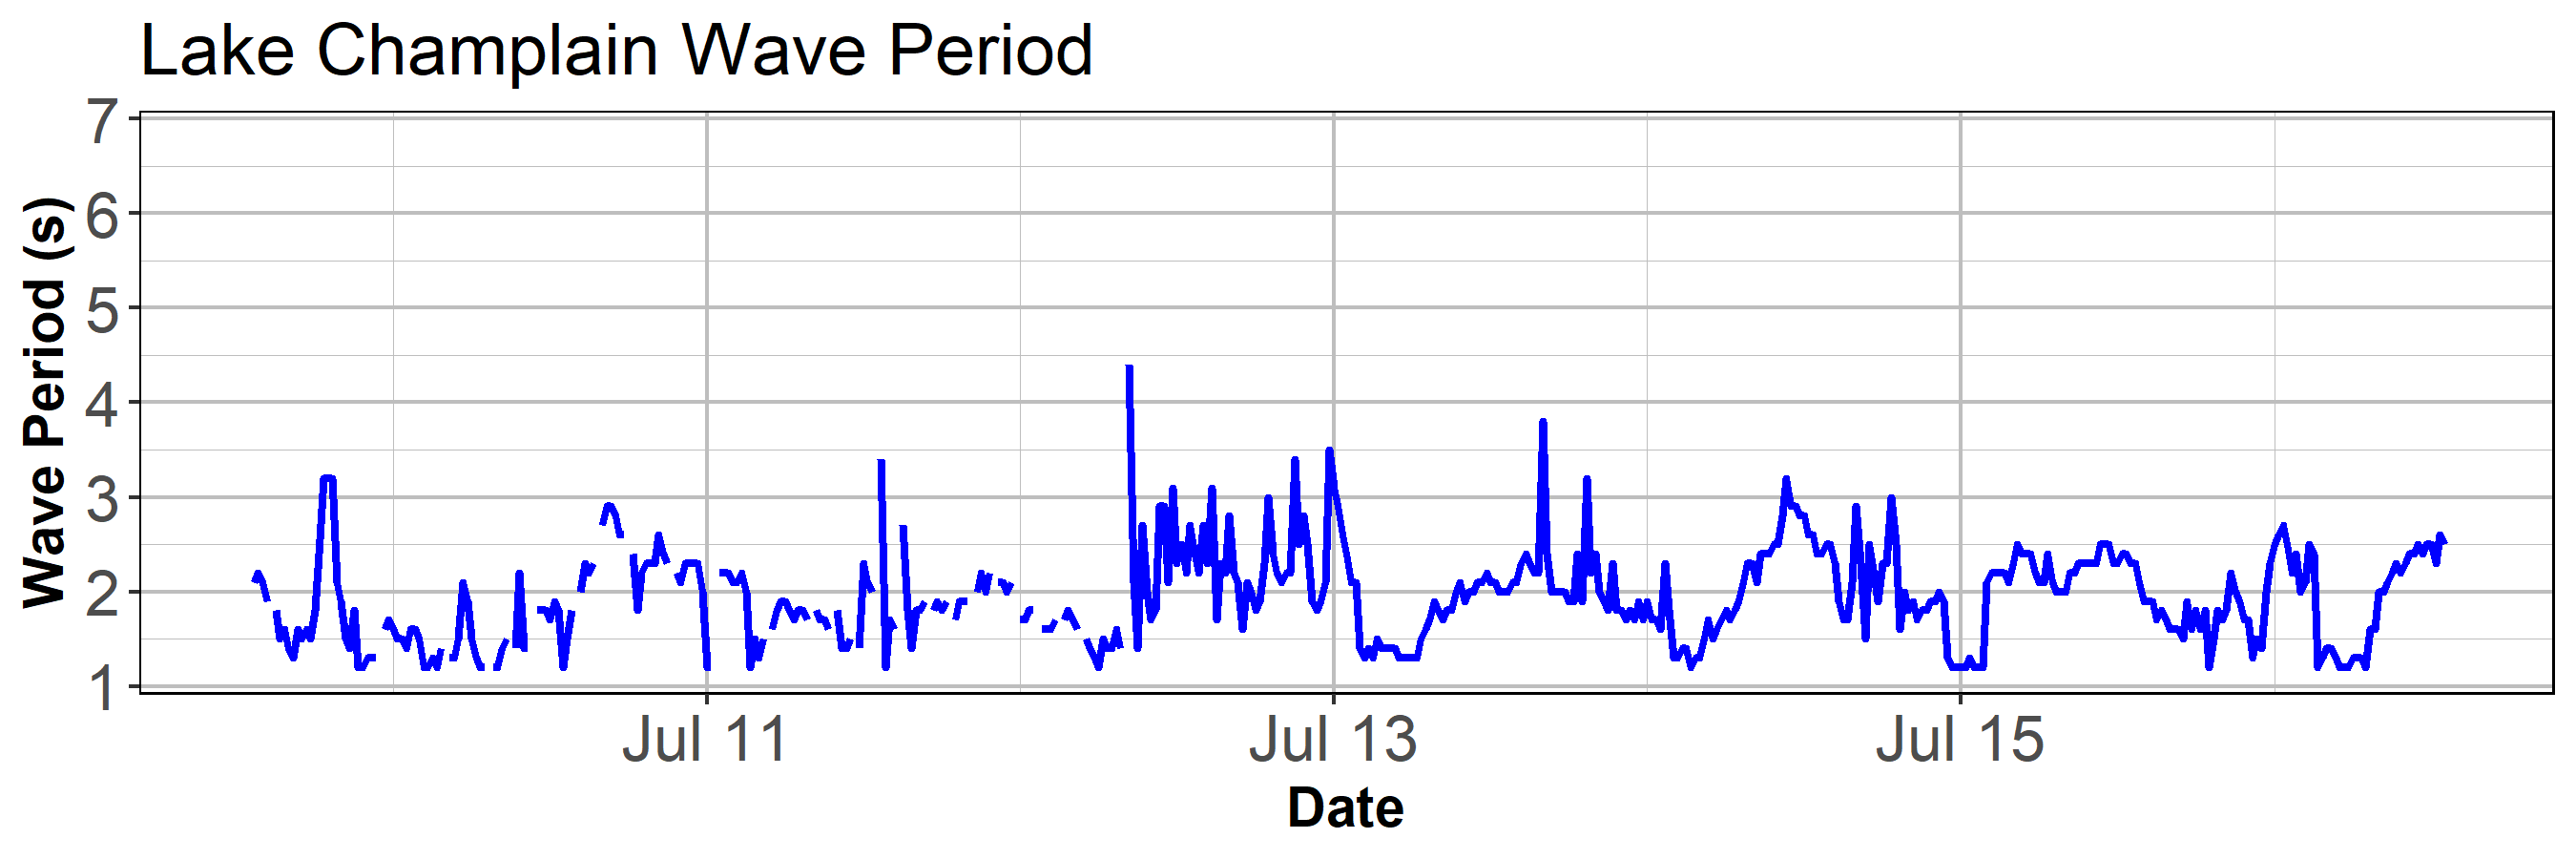 Lake Champlain Wave Period
Wave Period (s)
7
6
5
4
3
2
1
Jul 11
Jul 13
Jul 15
Date